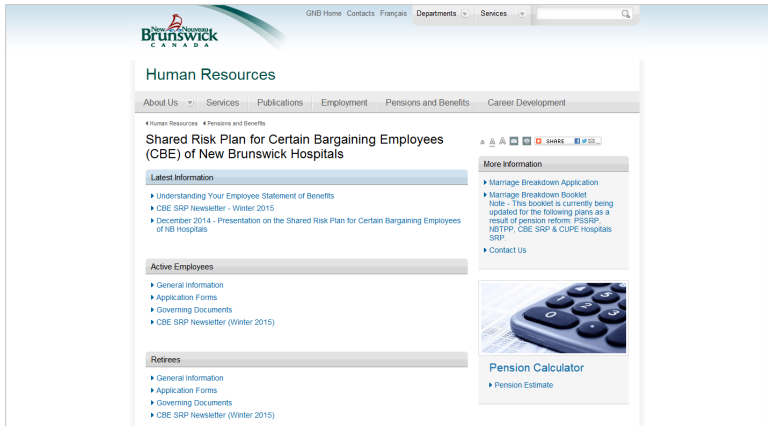 GNB Home Contacts Français Departments Services
New Nouveau
Brunswick
CANADA
Human Resources
About Us Services Publications Employment Pensions and Benefits Career Development
Human Resources Pensions and Benefits
Shared Risk Plan for Certain Bargaining Employees
(CBE) of New Brunswick Hospitals
A A A SHARE
Latest Information
Understanding Your Employee Statement of Benefits
CBE SRP Newsletter - Winter 2015
December 2014 - Presentation on the Shared Risk Plan for Certain Bargaining Employees
of NB Hospitals
Active Employees
General Information
Application Forms
Governing Documents
CBE SRP Newsletter (Winter 2015)
Retirees
General Information
Application Forms
Governing Documents
CBE SRP Newsletter (Winter 2015)
More Information
Marriage Breakdown Application
Marriage Breakdown Booklet
Note - This booklet is currently being
updated for the following plans as a
result of pension reform: PSSRP,
NBTPP, CBE SRP & CUPE Hospitals
SRP.
Contact Us
Pension Calculator
Pension Estimate